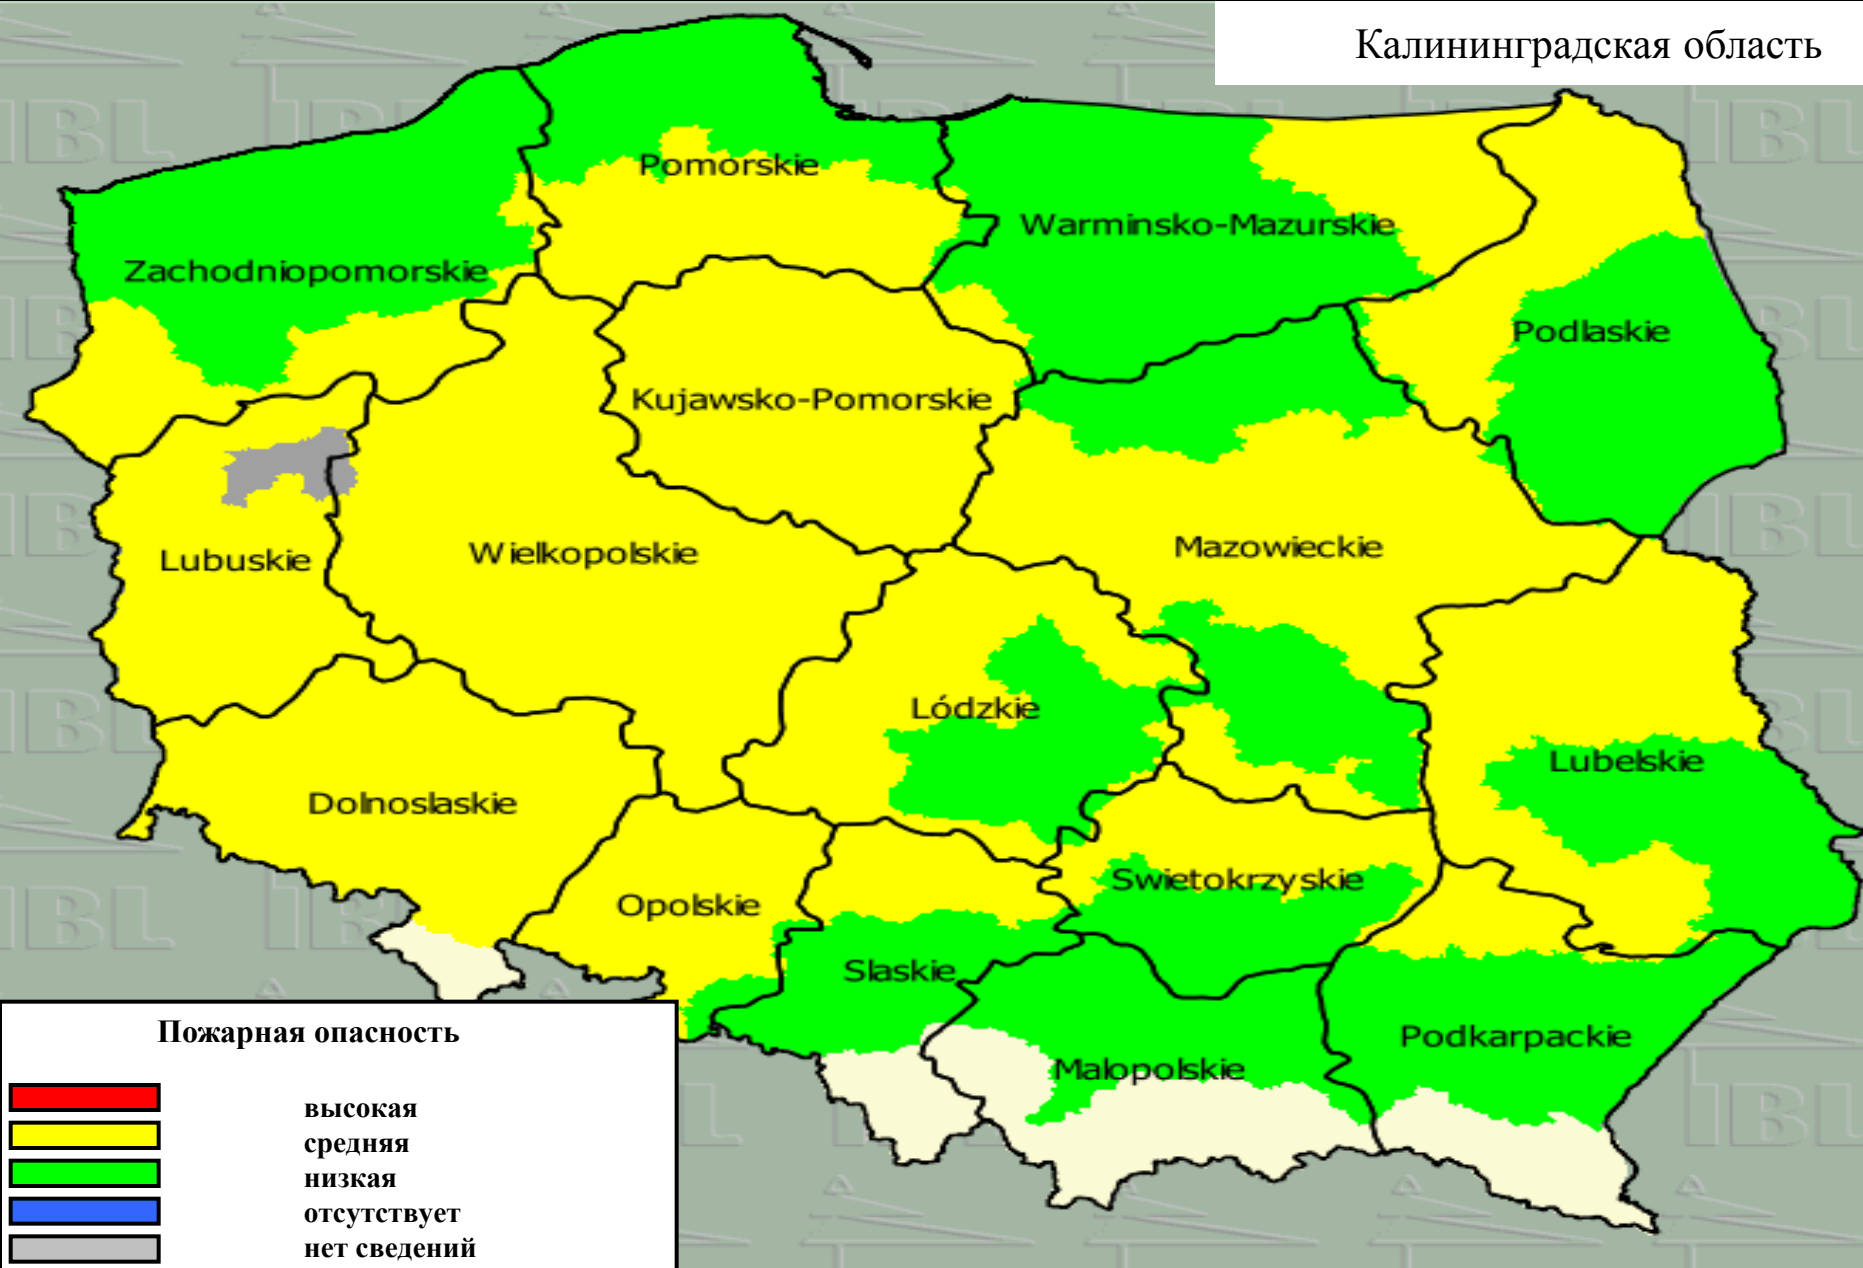 Калининградская область
Pomorskie
Warminsko-Mazurskie
Zachodniopomorskie
Podlaskie
Kujawsko-Pomorskie
Mazowieckie
Wielkopolskie
Lubuskie
Lódzkie
Lubelskie
Dolnoslaskie
Swietokrzyskie
Opolskie
Slaskie
Podkarpackie
Malopolskie
Пожарная опасность
высокая
средняя
низкая
отсутствует
нет сведений
IBL